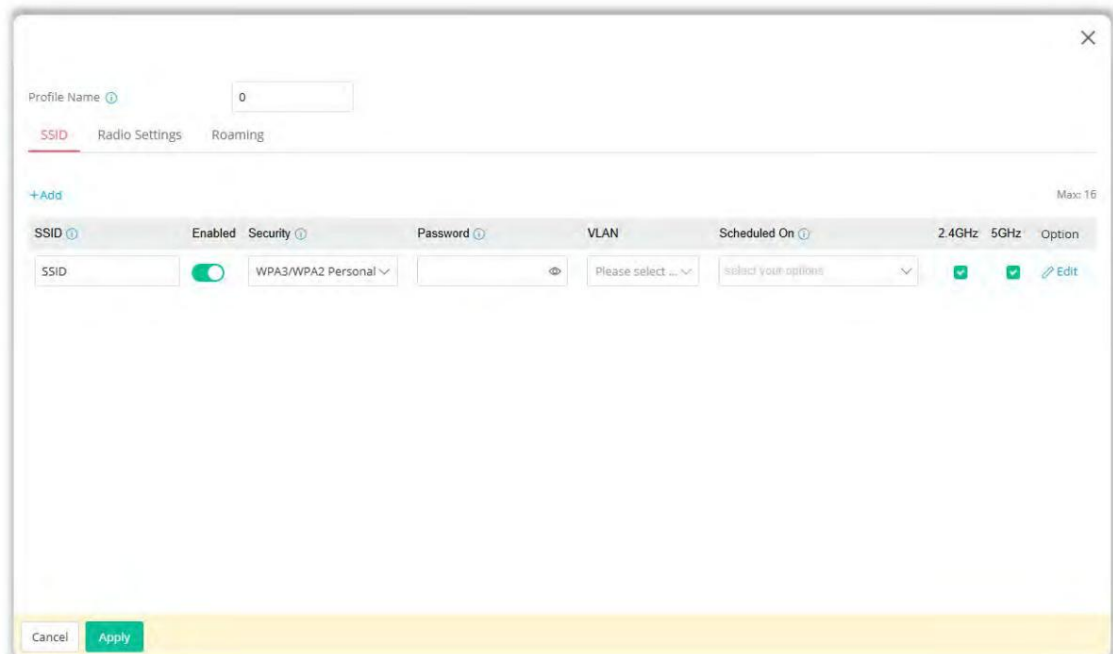 Profile Name
0
SSID Radio Settings Roaming
+Add Max: 16
SSID Enabled Security Password VLAN Scheduled On 2.4GHz 5GHz Option
SSID WPA3/WPA2 Personal Please select ... select your options Edit
Cancel Apply